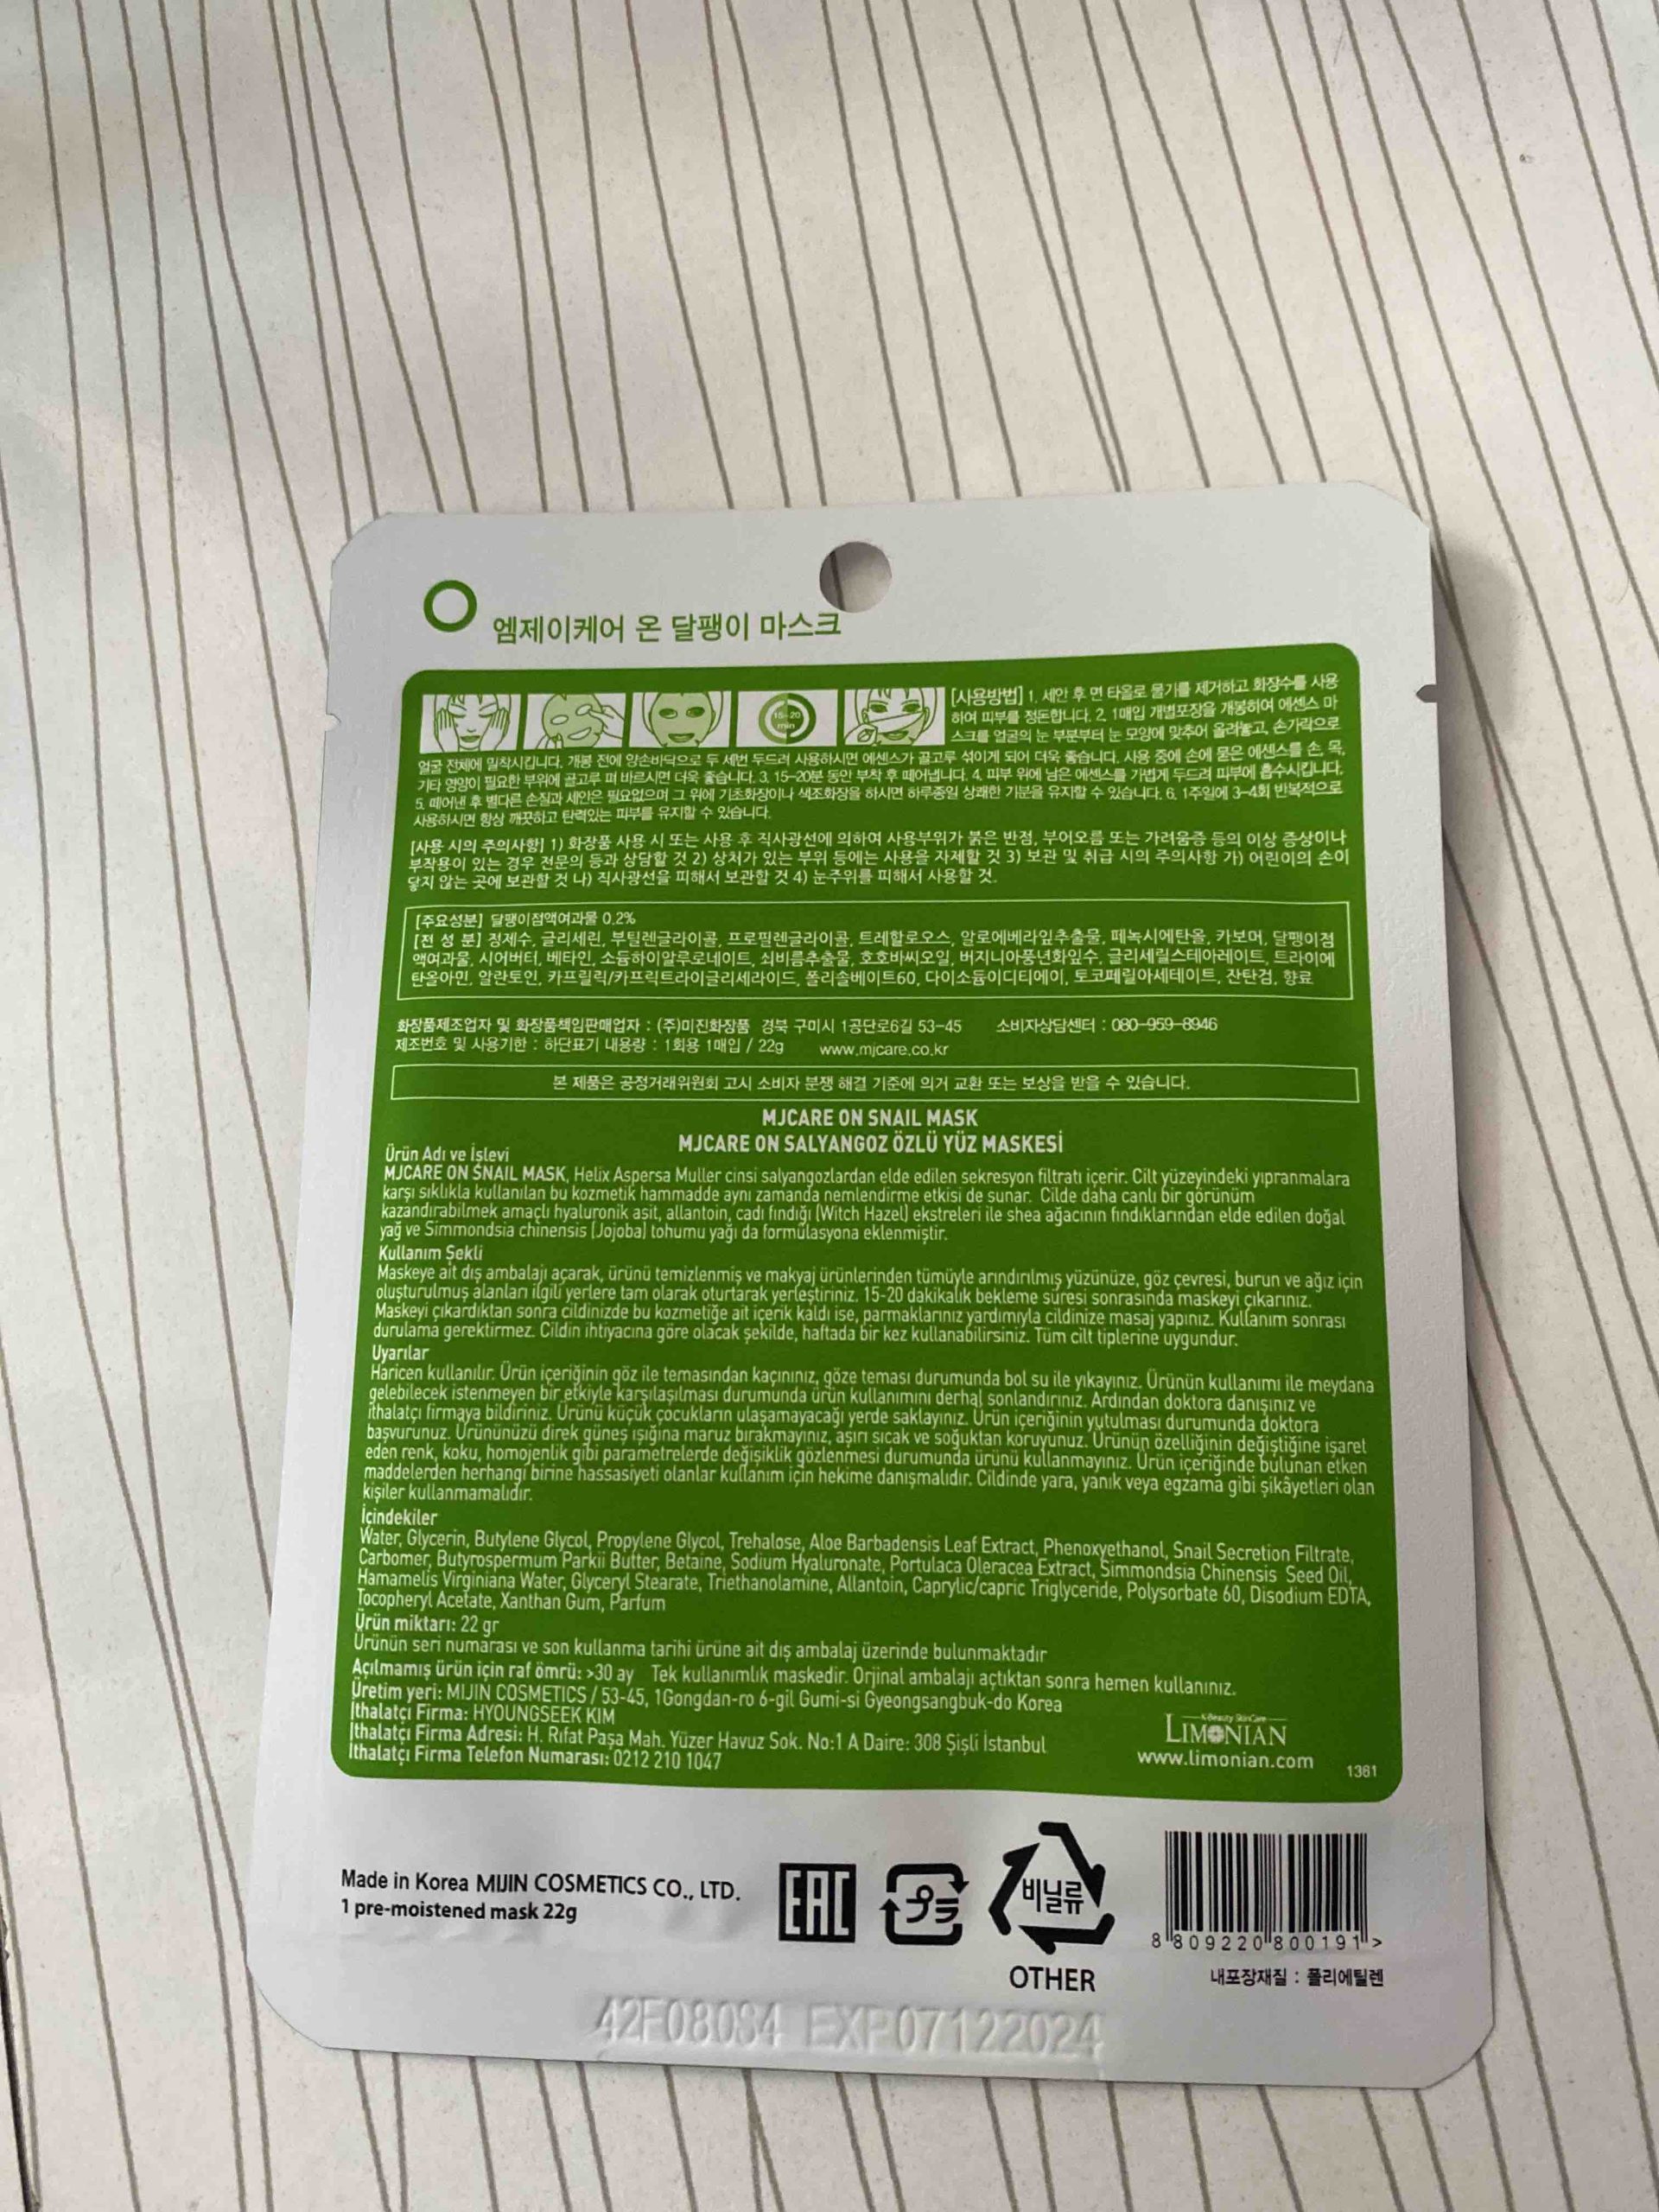 엠제이케어 온 달팽이 마스크
15-20
min
[사용방법] 1. 세안 후 면 타올로 물기를 제거하고 화장수를 사용
하여 피부를 정돈합니다. 2. 1매입 개별포장을 개봉하여 에센스 마
스크를 얼굴의 눈 부분부터 눈 모양에 맞추어 올려놓고, 손가락으로
얼굴 전체에 밀착시킵니다. 개봉 전에 양손바닥으로 두 세번 두드려 사용하시면 에센스가 골고루 섞이게 되어 더욱 좋습니다. 사용 중에 손에 묻은 에센스를 손, 목,
기타 영양이 필요한 부위에 골고루 펴 바르시면 더욱 좋습니다. 3. 15-20분 동안 부착 후 떼어냅니다. 4. 피부 위에 남은 에센스를 가볍게 두드려 피부에 흡수시킵니다.
5. 떼어낸 후 별다른 손질과 세안은 필요없으며 그 위에 기초화장이나 색조화장을 하시면 하루종일 상쾌한 기분을 유지할 수 있습니다. 6. 1주일에 3-4회 반복적으로
사용하시면 항상 깨끗하고 탄력있는 피부를 유지할 수 있습니다.
[사용 시의 주의사항] 1) 화장품 사용 시 또는 사용 후 직사광선에 의하여 사용부위가 붉은 반점, 부어오름 또는 가려움증 등의 이상 증상이나
부작용이 있는 경우 전문의 등과 상담할 것 2) 상처가 있는 부위 등에는 사용을 자제할 것 3) 보관 및 취급 시의 주의사항 가) 어린이의 손이
닿지 않는 곳에 보관할 것 나) 직사광선을 피해서 보관할 것 4) 눈주위를 피해서 사용할 것.
[주요성분] 달팽이점액여과물 0.2%
[전 성 분] 정제수, 글리세린, 부틸렌글라이콜, 프로필렌글라이콜, 트레할로오스, 알로에베라잎추출물, 페녹시에탄올, 카보머, 달팽이점
액여과물, 시어버터, 베타인, 소듐하이알루로네이트, 쇠비름추출물, 호호바씨오일, 버지니아풍년화잎수, 글리세릴스테아레이트, 트라이에
탄올아민, 알란토인, 카프릴릭/카프릭트라이글리세라이드, 폴리솔베이트60, 다이소듐이디티에이, 토코페릴아세테이트, 잔탄검, 향료
화장품제조업자 및 화장품책임판매업자 : (주)미진화장품 경북 구미시 1공단로6길 53-45 소비자상담센터 : 080-959-8946
제조번호 및 사용기한 : 하단표기 내용량 : 1회용 1매입 / 22g www.mjcare.co.kr
본 제품은 공정거래위원회 고시 소비자 분쟁 해결 기준에 의거 교환 또는 보상을 받을 수 있습니다.
MJCARE ON SNAIL MASK
MJCARE ON SALYANGOZ ÖZLÜ YÜZ MASKESİ
Ürün Adı ve İşlevi
MJCARE ON SNAIL MASK, Helix Aspersa Muller cinsi salyangozlardan elde edilen sekresyon filtratı içerir. Cilt yüzeyindeki yıpranmalara
karşı sıklıkla kullanılan bu kozmetik hammadde aynı zamanda nemlendirme etkisi de sunar. Cilde daha canlı bir görünüm
kazandırabilmek amaçlı hyaluronik asit, allantoin, cadı fındığı (Witch Hazel) ekstreleri ile shea ağacının fındıklarından elde edilen doğal
yağ ve Simmondsia chinensis (Jojoba) tohumu yağı da formülasyona eklenmiştir.
Kullanım Şekli
Maskeye ait dış ambalajı açarak, ürünü temizlenmiş ve makyaj ürünlerinden tümüyle arındırılmış yüzünüze, göz çevresi, burun ve ağız için
oluşturulmuş alanları ilgili yerlere tam olarak oturtarak yerleştiriniz. 15-20 dakikalık bekleme süresi sonrasında maskeyi çıkarınız.
Maskeyi çıkardıktan sonra cildinizde bu kozmetiğe ait içerik kaldı ise, parmaklarınız yardımıyla cildinize masaj yapınız. Kullanım sonrası
durulama gerektirmez. Cildin ihtiyacına göre olacak şekilde, haftada bir kez kullanabilirsiniz. Tüm cilt tiplerine uygundur.
Uyarılar
Haricen kullanılır. Ürün içeriğinin göz ile temasından kaçınınız, göze teması durumunda bol su ile yıkayınız. Ürünün kullanımı ile meydana
gelebilecek istenmeyen bir etkiyle karşılaşılması durumunda ürün kullanımını derhal sonlandırınız. Ardından doktora danışınız ve
ithalatçı firmaya bildiriniz. Ürünü küçük çocukların ulaşamayacağı yerde saklayınız. Ürün içeriğinin yutulması durumunda doktora
başvurunuz. Ürününüzü direk güneş ışığına maruz bırakmayınız, aşırı sıcak ve soğuktan koruyunuz. Ürünün özelliğinin değiştiğine işaret
eden renk, koku, homojenlik gibi parametrelerde değişiklik gözlenmesi durumunda ürünü kullanmayınız. Ürün içeriğinde bulunan etken
maddelerden herhangi birine hassasiyeti olanlar kullanım için hekime danışmalıdır. Cildinde yara, yanık veya egzama gibi şikâyetleri olan
kişiler kullanmamalıdır.
İçindekiler
Water, Glycerin, Butylene Glycol, Propylene Glycol, Trehalose, Aloe Barbadensis Leaf Extract, Phenoxyethanol, Snail Secretion Filtrate,
Carbomer, Butyrospermum Parkii Butter, Betaine, Sodium Hyaluronate, Portulaca Oleracea Extract, Simmondsia Chinensis Seed Oil,
Hamamelis Virginiana Water, Glyceryl Stearate, Triethanolamine, Allantoin, Caprylic/capric Triglyceride, Polysorbate 60, Disodium EDTA,
Tocopheryl Acetate, Xanthan Gum, Parfum
Ürün miktarı: 22 gr
Ürünün seri numarası ve son kullanma tarihi ürüne ait dış ambalaj üzerinde bulunmaktadır
Açılmamış ürün için raf ömrü: >30 ay Tek kullanımlık maskedir. Orjinal ambalajı açtıktan sonra hemen kullanınız.
Üretim yeri: MIJIN COSMETICS / 53-45, 1Gongdan-ro 6-gil Gumi-si Gyeongsangbuk-do Korea
İthalatçı Firma: HYOUNGSEEK KIM
İthalatçı Firma Adresi: H. Rıfat Paşa Mah. Yüzer Havuz Sok. No:1 A Daire: 308 Şişli İstanbul
İthalatçı Firma Telefon Numarası: 0212 210 1047
K-Beauty SkinCare
LIMONIAN
www.limonian.com
1361
Made in Korea MIJIN COSMETICS CO., LTD.
1 pre-moistened mask 22g
EAC
プラ
비닐류
OTHER
8 809220 800191 >
내포장재질 : 폴리에틸렌
42F08084 EXP07122024